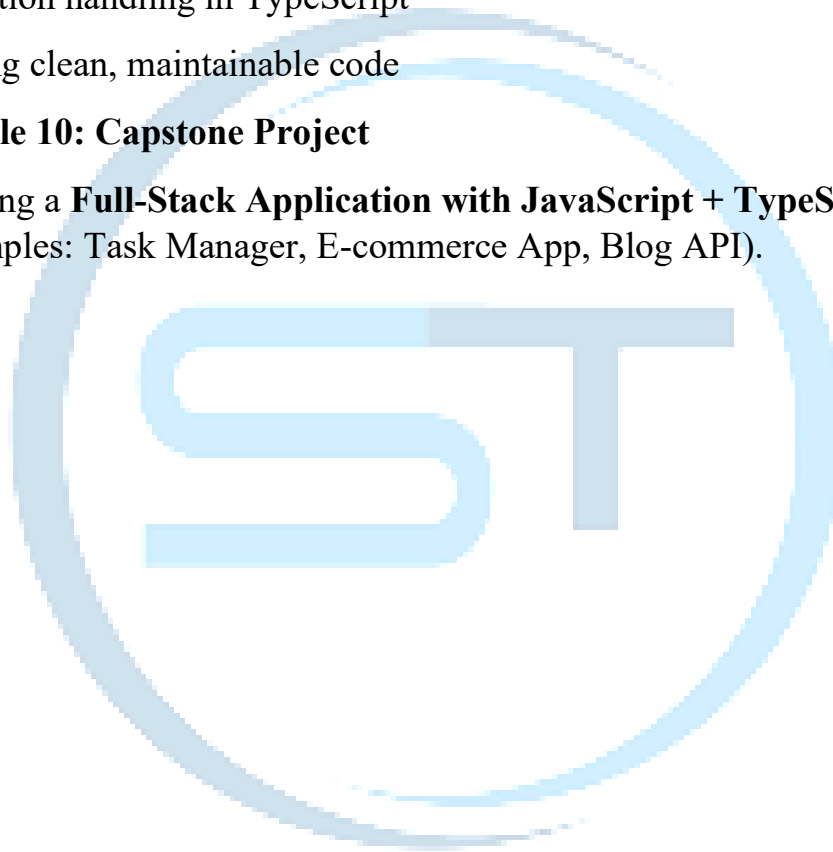 tion handling in TypeScript
g clean, maintainable code
le 10: Capstone Project
ng a Full-Stack Application with JavaScript + TypeS
ples: Task Manager, E-commerce App, Blog API).
ST